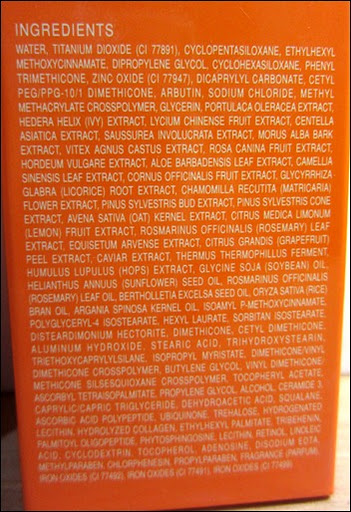 INGREDIENTS
WATER, TITANIUM DIOXIDE (CI 77891), CYCLOPENTASILOXANE, ETHYLHEXYL
METHOXYCINNAMATE, DIPROPYLENE GLYCOL, CYCLOHEXASILOXANE, PHENYL
TRIMETHICONE, ZINC OXIDE (CI 77947), DICAPRYLYL CARBONATE, CETYL
PEG/PPG-10/1 DIMETHICONE, ARBUTIN, SODIUM CHLORIDE, METHYL
METHACRYLATE CROSSPOLYMER, GLYCERIN, PORTULACA OLERACEA EXTRACT,
HEDERA HELIX (IVY) EXTRACT, LYCIUM CHINENSE FRUIT EXTRACT, CENTELLA
ASIATICA EXTRACT, SAUSSUREA INVOLUCRATA EXTRACT, MORUS ALBA BARK
EXTRACT, VITEX AGNUS CASTUS EXTRACT, ROSA CANINA FRUIT EXTRACT,
HORDEUM VULGARE EXTRACT, ALOE BARBADENSIS LEAF EXTRACT, CAMELLIA
SINENSIS LEAF EXTRACT, CORNUS OFFICINALIS FRUIT EXTRACT, GLYCYRRHIZA
GLABRA (LICORICE) ROOT EXTRACT, CHAMOMILLA RECUTITA (MATRICARIA)
FLOWER EXTRACT, PINUS SYLVESTRIS BUD EXTRACT, PINUS SYLVESTRIS CONE
EXTRACT, AVENA SATIVA (OAT) KERNEL EXTRACT, CITRUS MEDICA LIMONUM
(LEMON) FRUIT EXTRACT, ROSMARINUS OFFICINALIS (ROSEMARY) LEAF
EXTRACT, EQUISETUM ARVENSE EXTRACT, CITRUS GRANDIS (GRAPEFRUIT)
PEEL EXTRACT, CAVIAR EXTRACT, THERMUS THERMOPHILLUS FERMENT,
HUMULUS LUPULUS (HOPS) EXTRACT, GLYCINE SOJA (SOYBEAN) OIL,
HELIANTHUS ANNUUS (SUNFLOWER) SEED OIL, ROSMARINUS OFFICINALIS
(ROSEMARY) LEAF OIL, BERTHOLLETIA EXCELSA SEED OIL, ORYZA SATIVA (RICE)
BRAN OIL, ARGANIA SPINOSA KERNEL OIL, ISOAMYL P-METHOXYCINNAMATE,
POLYGLYCERYL-4 ISOSTEARATE, HEXYL LAURATE, SORBITAN ISOSTEARATE,
DISTEARDIMONIUM HECTORITE, DIMETHICONE, CETYL DIMETHICONE,
ALUMINUM HYDROXIDE, STEARIC ACID, TRIHYDROXYSTEARIN,
TRIETHOXYCAPRYLYLSILANE, ISOPROPYL MYRISTATE, DIMETHICONE/VINYL
DIMETHICONE CROSSPOLYMER, BUTYLENE GLYCOL, VINYL DIMETHICONE/
METHICONE SILSESQUIOXANE CROSSPOLYMER, TOCOPHERYL ACETATE,
ASCORBYL TETRAISOPALMITATE, PROPYLENE GLYCOL, ALCOHOL, CERAMIDE 3,
CAPRYLIC/CAPRIC TRIGLYCERIDE, DEHYDROACETIC ACID, SQUALANE,
ASCORBIC ACID POLYPEPTIDE, UBIQUINONE, TREHALOSE, HYDROGENATED
LECITHIN, HYDROLYZED COLLAGEN, ETHYLHEXYL PALMITATE, TRIBEHENIN,
PALMITOYL OLIGOPEPTIDE, PHYTOSPHINGOSINE, LECITHIN, RETINOL, LINOLEIC
ACID, CYCLODEXTRIN, TOCOPHEROL, ADENOSINE, DISODIUM EDTA,
METHYLPARABEN, CHLORPHENESIN, PROPYLPARABEN, FRAGRANCE (PARFUM),
IRON OXIDES (CI 77492), IRON OXIDES (CI 77491), IRON OXIDES (CI 77499)